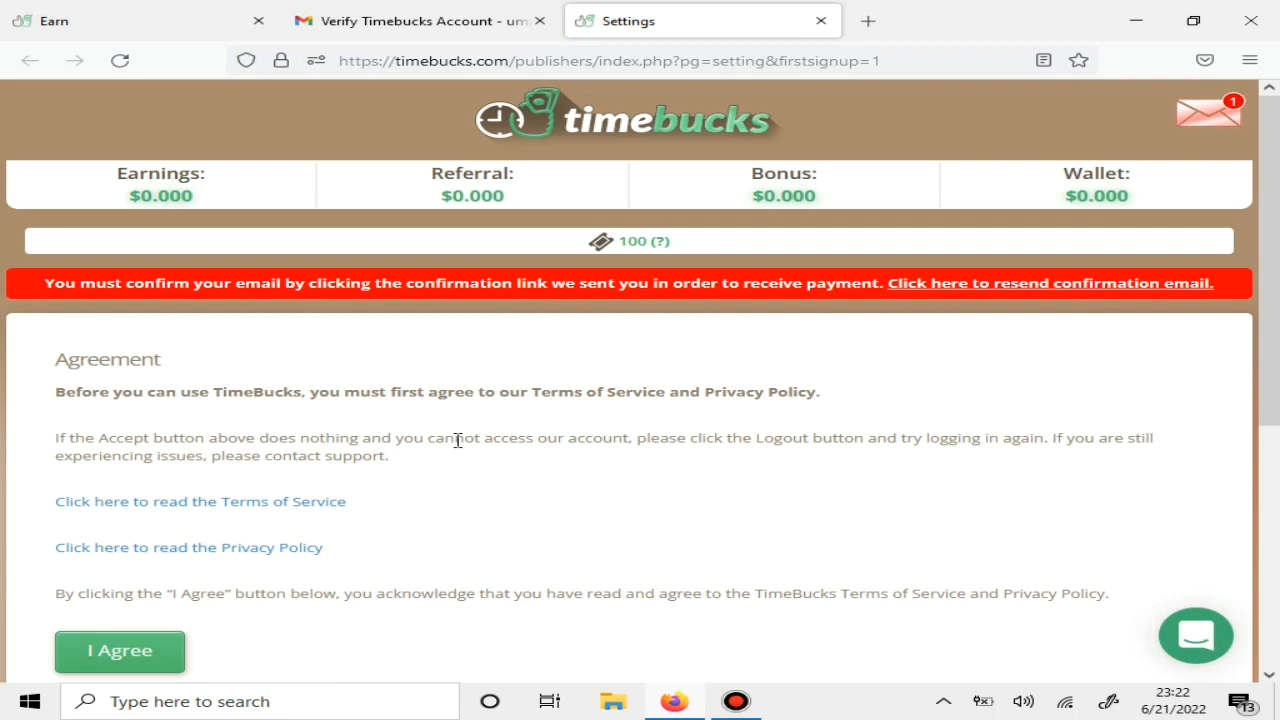 Earn
Verify Timebucks Account - um
Settings
https://timebucks.com/publishers/index.php?pg=setting&firstsignup=1
timebucks
1
Earnings:
$0.000
Referral:
$0.000
Bonus:
$0.000
Wallet:
$0.000
100 (?)
You must confirm your email by clicking the confirmation link we sent you in order to receive payment. Click here to resend confirmation email.
Agreement
Before you can use TimeBucks, you must first agree to our Terms of Service and Privacy Policy.
If the Accept button above does nothing and you cannot access our account, please click the Logout button and try logging in again. If you are still
experiencing issues, please contact support.
Click here to read the Terms of Service
Click here to read the Privacy Policy
By clicking the “I Agree” button below, you acknowledge that you have read and agree to the TimeBucks Terms of Service and Privacy Policy.
I Agree
Type here to search
23:22
6/21/2022
13